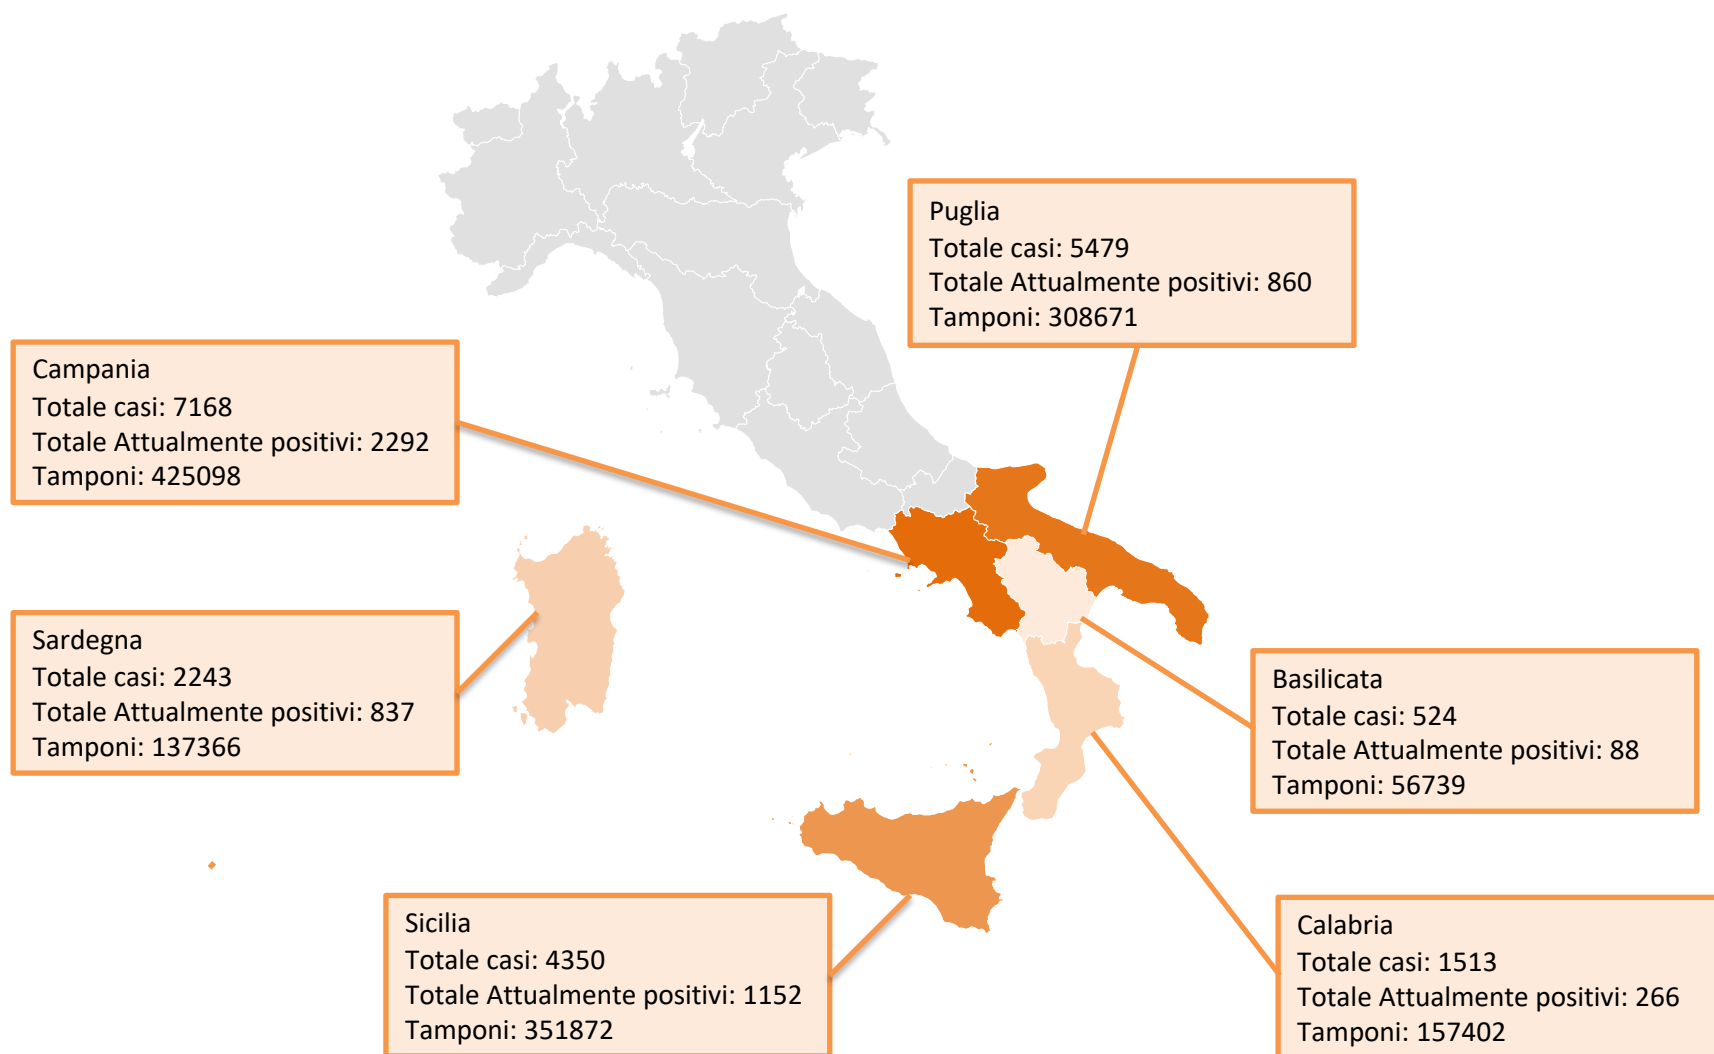 Puglia
Totale casi: 5479
Totale Attualmente positivi: 860
Tamponi: 308671
Campania
Totale casi: 7168
Totale Attualmente positivi: 2292
Tamponi: 425098
Sardegna
Totale casi: 2243
Totale Attualmente positivi: 837
Tamponi: 137366
Basilicata
Totale casi: 524
Totale Attualmente positivi: 88
Tamponi: 56739
Sicilia
Totale casi: 4350
Totale Attualmente positivi: 1152
Tamponi: 351872
Calabria
Totale casi: 1513
Totale Attualmente positivi: 266
Tamponi: 157402